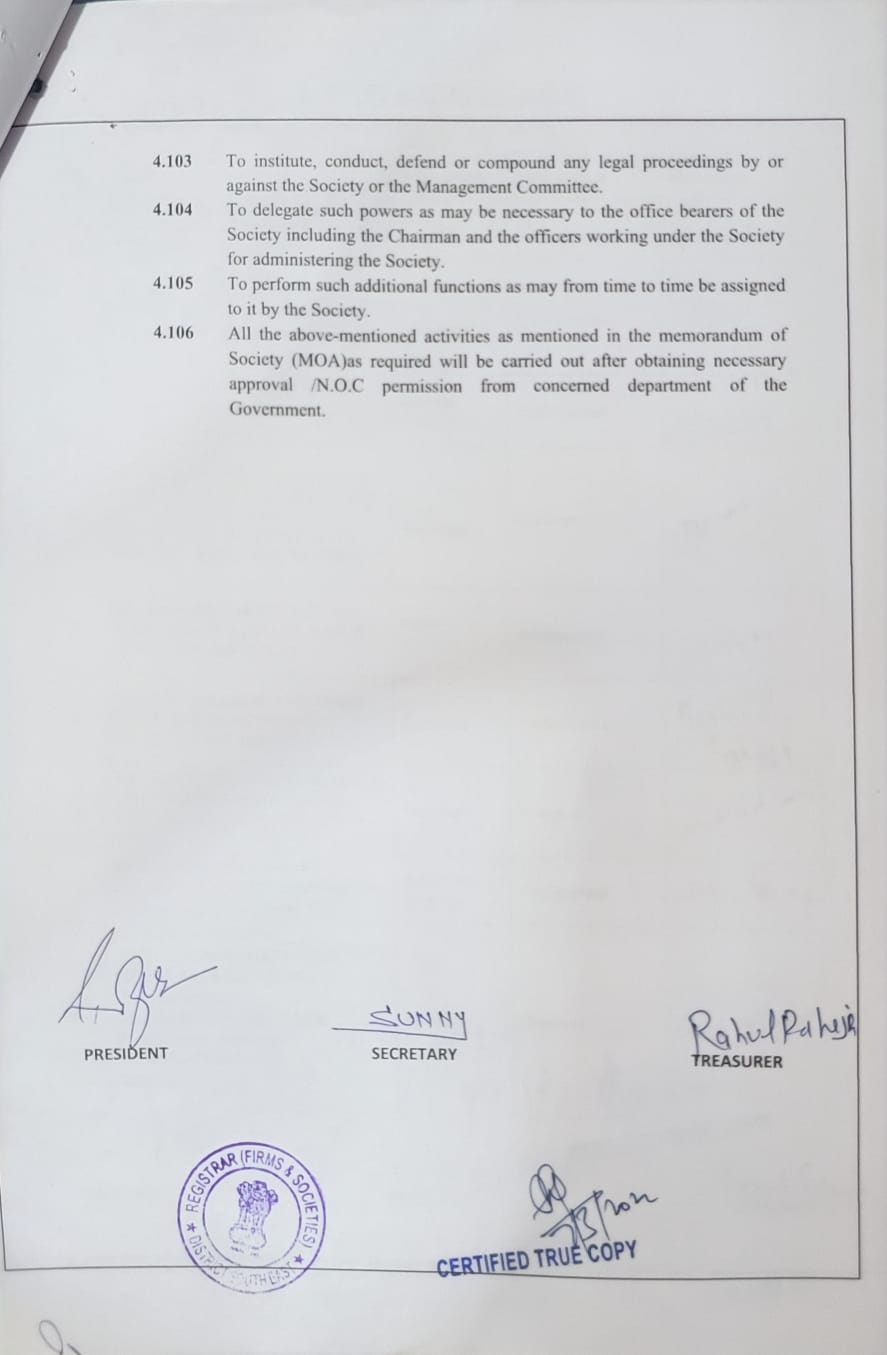 4.103 To institute, conduct, defend or compound any legal proceedings by or
against the Society or the Management Committee.
4.104 To delegate such powers as may be necessary to the office bearers of the
Society including the Chairman and the officers working under the Society
for administering the Society.
4.105 To perform such additional functions as may from time to time be assigned
to it by the Society.
4.106 All the above-mentioned activities as mentioned in the memorandum of
Society (MOA)as required will be carried out after obtaining necessary
approval /N.O.C permission from concerned department of the
Government.
SUNNY
Rahul Raheja
PRESIDENT
SECRETARY
TREASURER
REGISTRAR (FIRMS & SOCIETIES)
★ DISTRICT SOUTH EAST ★
CERTIFIED TRUE COPY